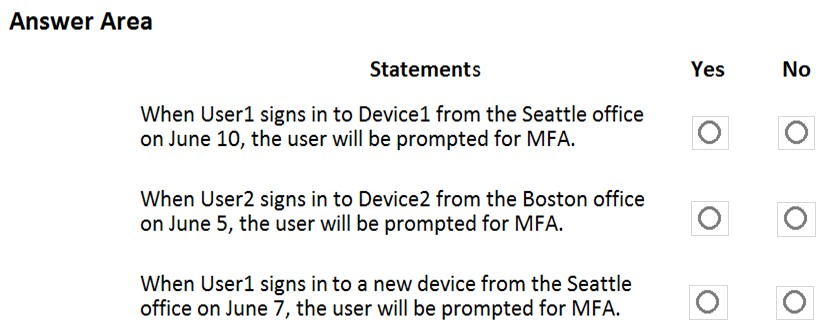 Answer Area
Statements Yes No
When User1 signs in to Device1 from the Seattle office
on June 10, the user will be prompted for MFA.
When User2 signs in to Device2 from the Boston office
on June 5, the user will be prompted for MFA.
When User1 signs in to a new device from the Seattle
office on June 7, the user will be prompted for MFA.